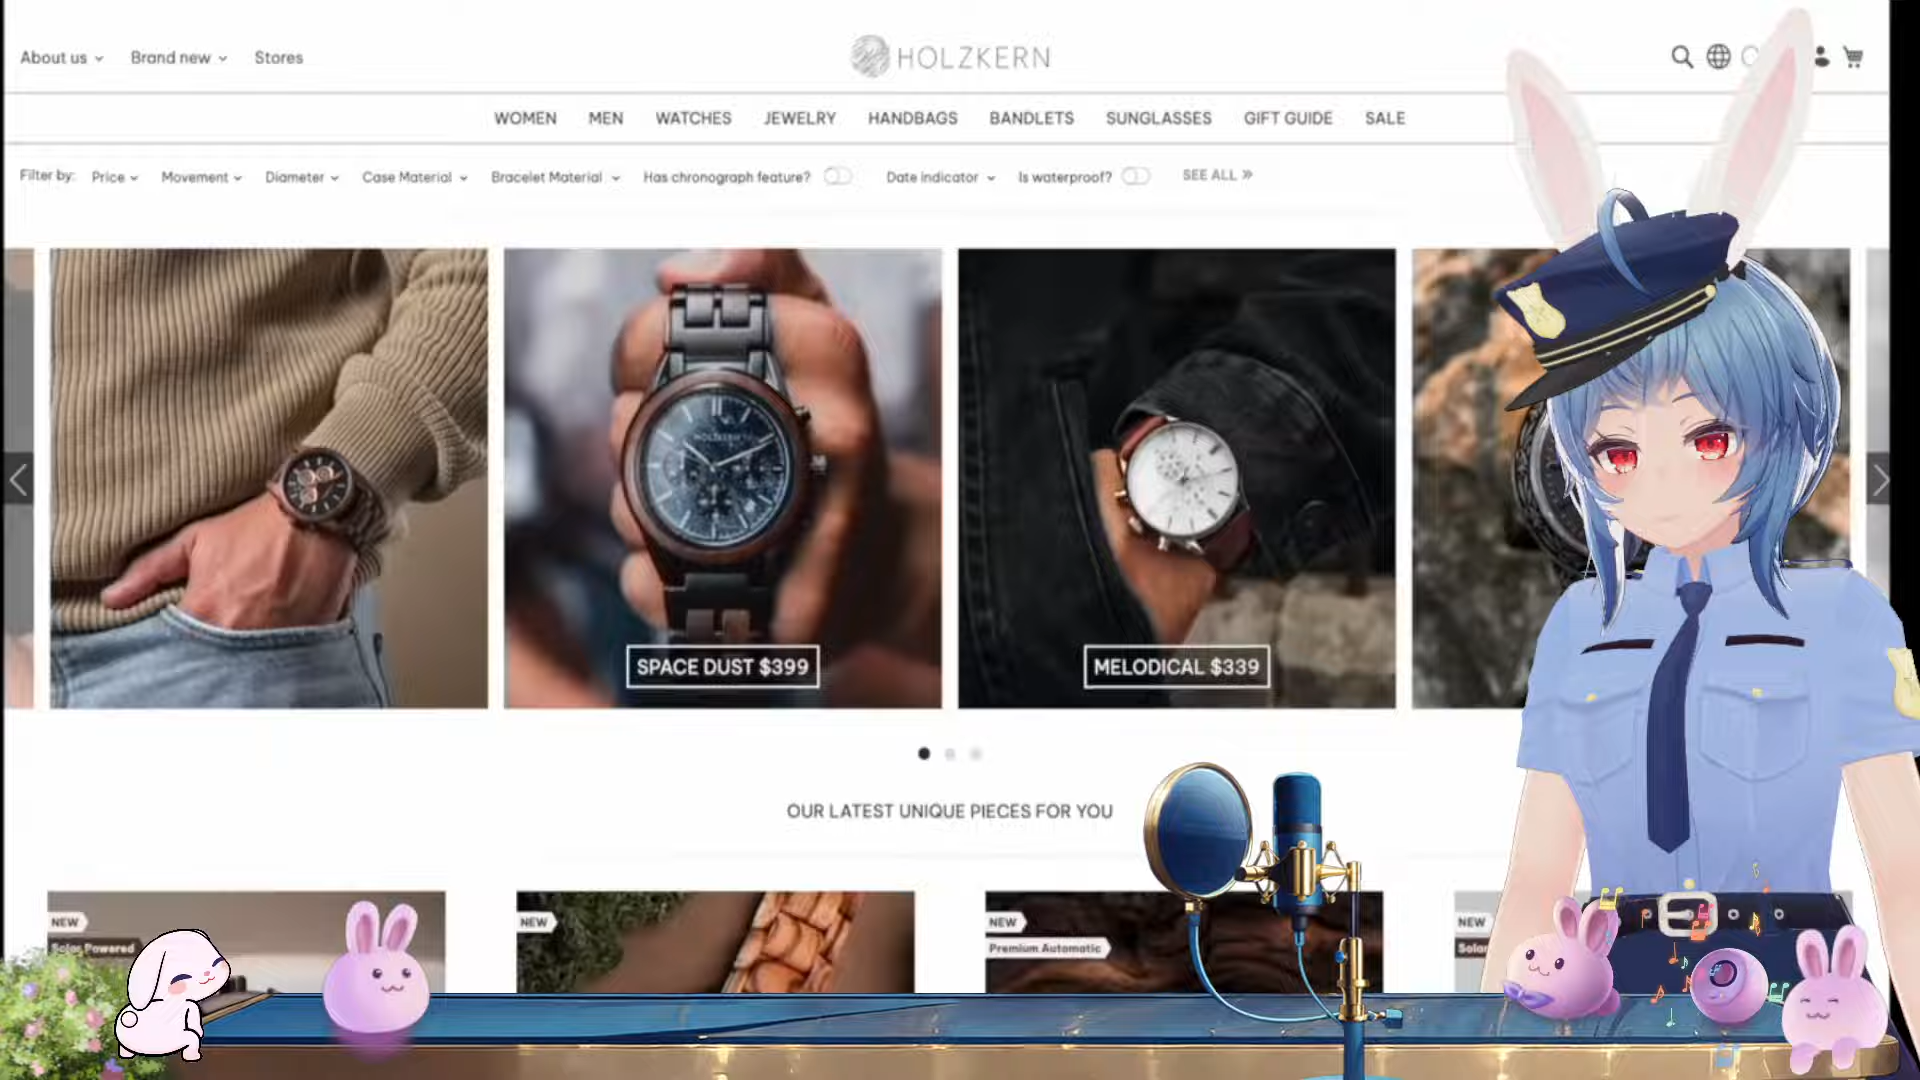 About us
Brand new
Stores
HOLZKERN
WOMEN
MEN
WATCHES
JEWELRY
HANDBAGS
BANDLETS
SUNGLASSES
GIFT GUIDE
SALE
Filter by:
Price
Movement
Diameter
Case Material
Bracelet Material
Has chronograph feature?
Date indicator
Is waterproof?
SEE ALL »
HOLZKERN
SPACE DUST $399
MELODICAL $339
OUR LATEST UNIQUE PIECES FOR YOU
NEW
Solar Powered
NEW
NEW
Premium Automatic
NEW
Solar